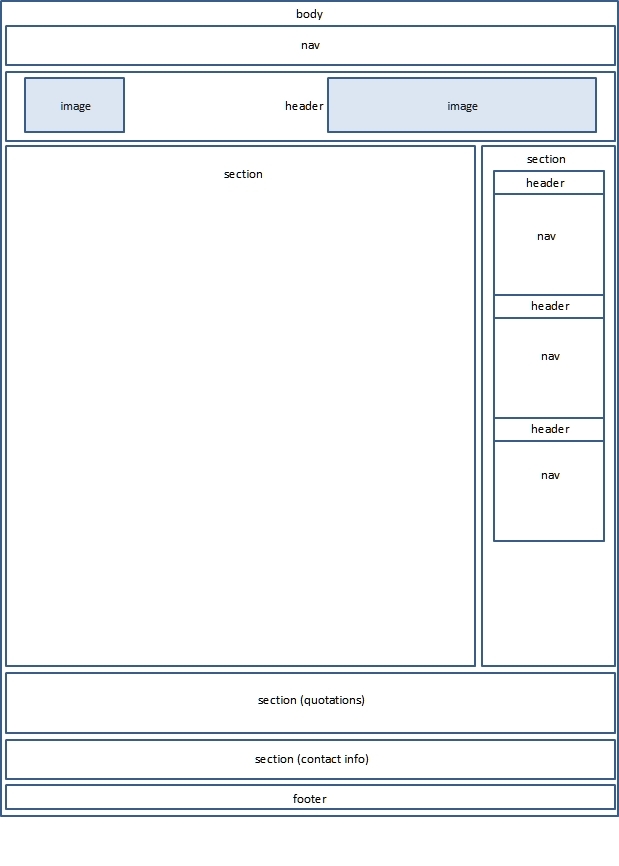 body
nav
image
header
image
section
section
header
nav
header
nav
header
nav
section (quotations)
section (contact info)
footer